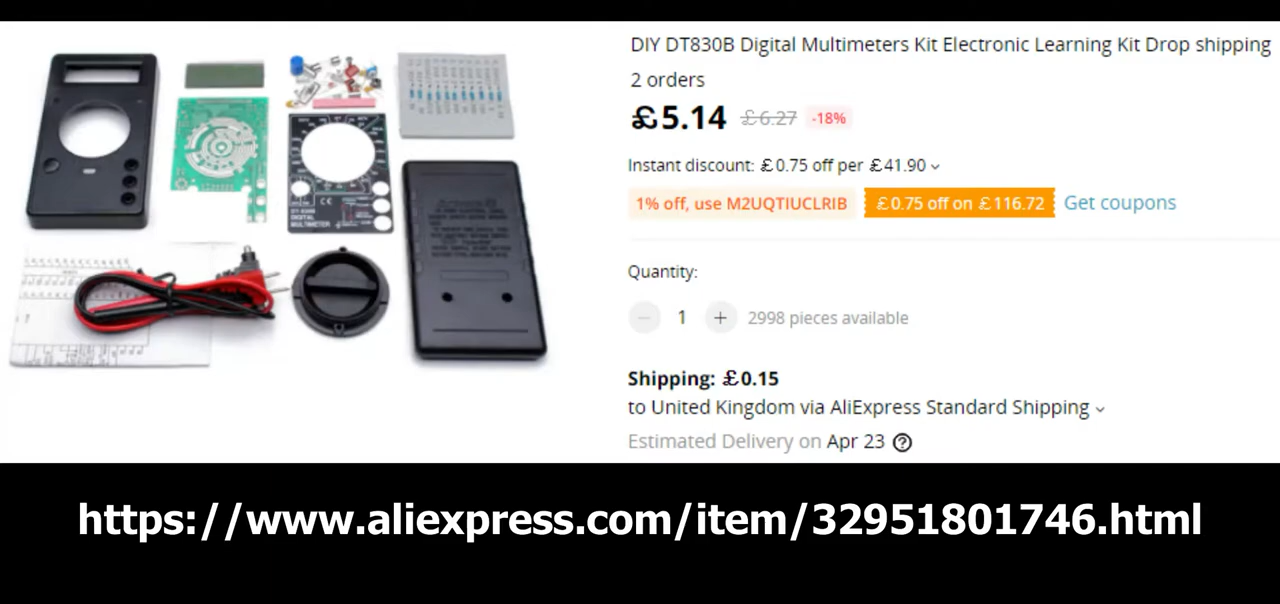 DIY DT830B Digital Multimeters Kit Electronic Learning Kit Drop shipping
2 orders
£5.14 £6.27 -18%
Instant discount: £0.75 off per £41.90
1% off, use M2UQTIUCLRIB £0.75 off on £116.72 Get coupons
Quantity:
1 2998 pieces available
Shipping: £0.15
to United Kingdom via AliExpress Standard Shipping
Estimated Delivery on Apr 23
DIGITAL
MULTIMETER
https://www.aliexpress.com/item/32951801746.html